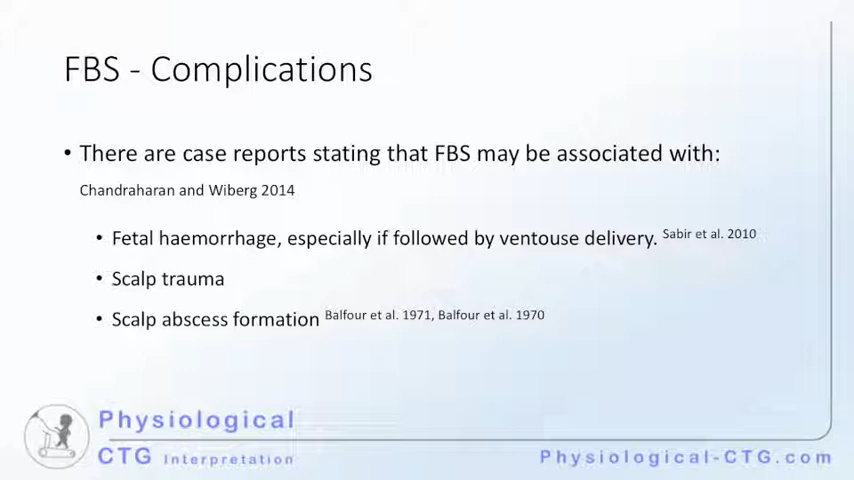 FBS - Complications
• There are case reports stating that FBS may be associated with:
Chandraharan and Wiberg 2014
• Fetal haemorrhage, especially if followed by ventouse delivery. Sabir et al. 2010
• Scalp trauma
• Scalp abscess formation Balfour et al. 1971, Balfour et al. 1970
Physiological
CTG Interpretation
Physiological-CTG.com